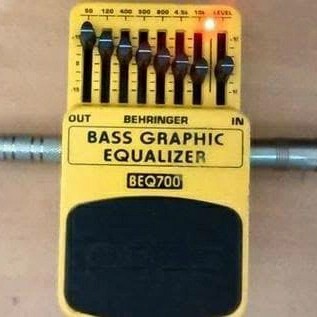 50 120 400 500 800 4.5k 10k LEVEL
OUT BEHRINGER IN
BASS GRAPHIC
EQUALIZER
BEQ700